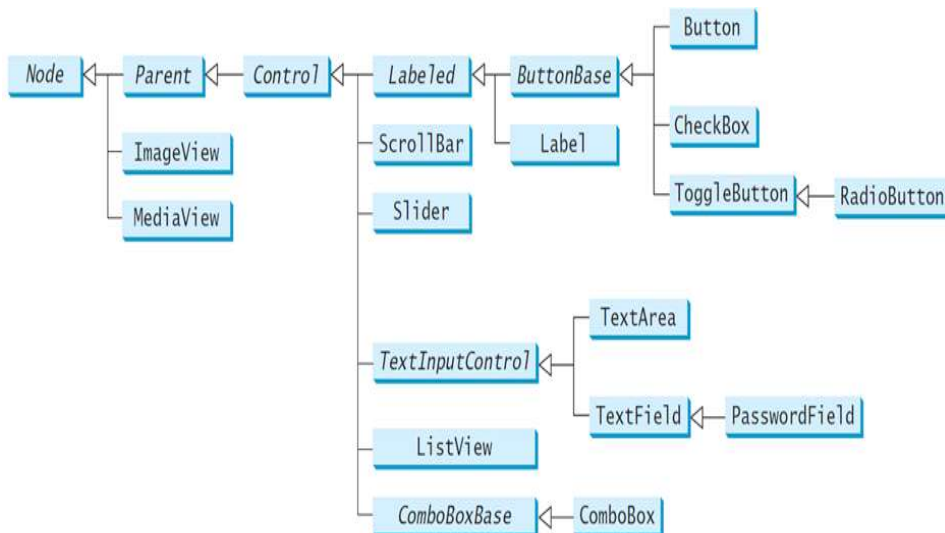 Button
Node
Parent
Control
Labeled
ButtonBase
ImageView
ScrollBar
Label
CheckBox
MediaView
Slider
ToggleButton
RadioButton
TextArea
TextInputControl
TextField
PasswordField
ListView
ComboBoxBase
ComboBox